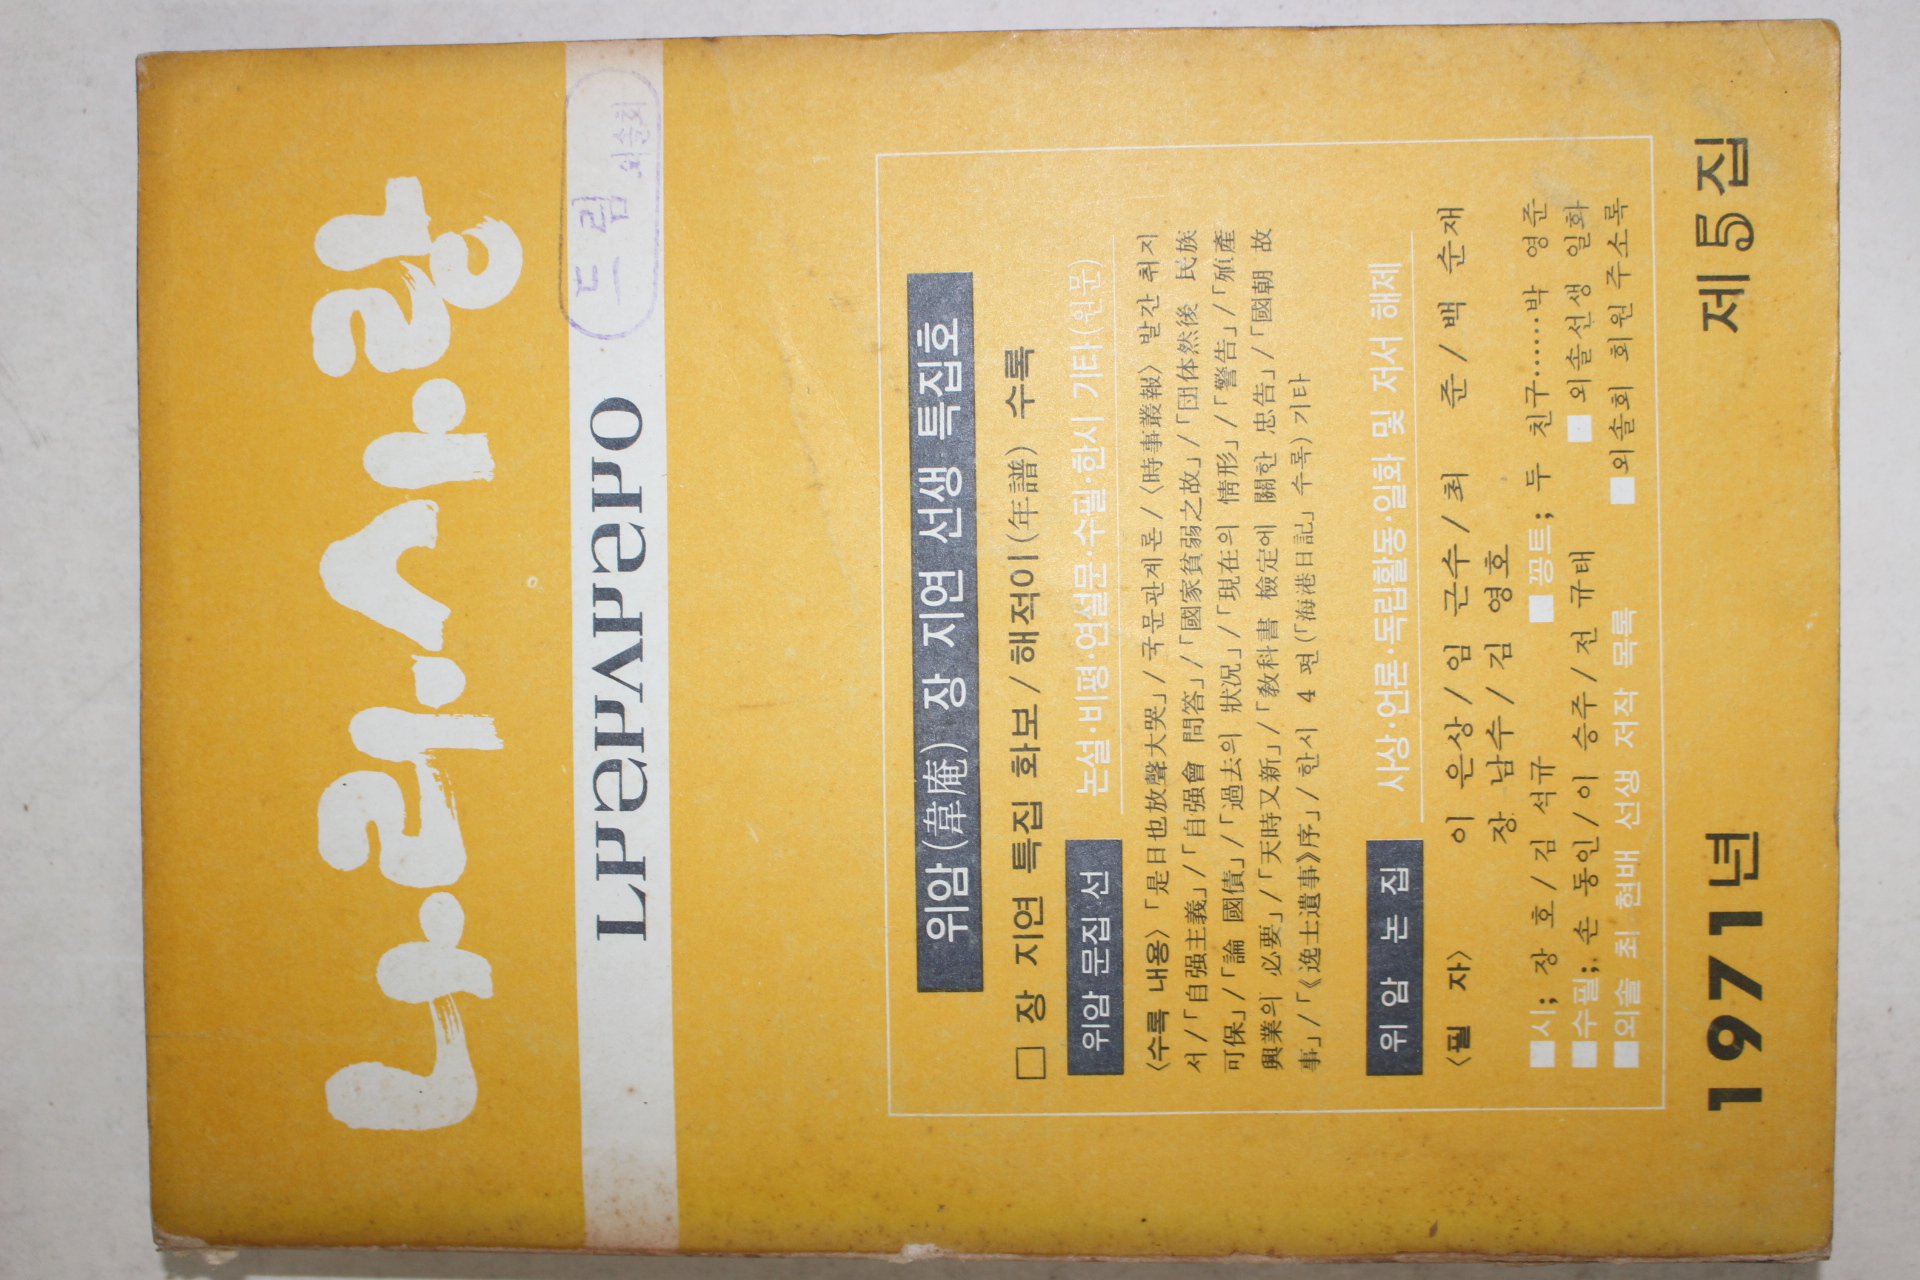 나라사랑
드림
외솔회
위암(韋庵) 장 지연 선생 특집호
□ 장 지연 특집 화보/해적이(年譜) 수록
위암 문집 선
논설·비평·연설문·수필·한시 기타(원문)
〈수록 내용〉「是日也放聲大哭」/국문관계론/〈時事叢報〉 발간 취지
서/「自强主義」/「自强會 問答」/「國家貧弱之故」/「団体然後 民族
可保」/「論 國債」/「過去의 狀況」/「現在의 情形」/「警告」/「殖產
興業의 必要」/「天時又新」/「敎科書 檢定에 關한 忠告」/「國朝 故
事」/「《逸士遺事》序」/한시 4 편(「海港日記」수록) 기타
위 암 논 집
사상·언론·독립활동·일화 및 저서 해제
〈필 자〉 이 은상/임 근수/최 준/백 순재
장 남수/김 영호
■시; 장 호/김 석규 ■꽁트; 두 친구……박 영준
■수필; 손 동인/이 승주/전 규태 ■외솔선생 일화
■외솔 최 현배 선생 저작 목록 ■외솔회 회원 주소록
1971년 제5집